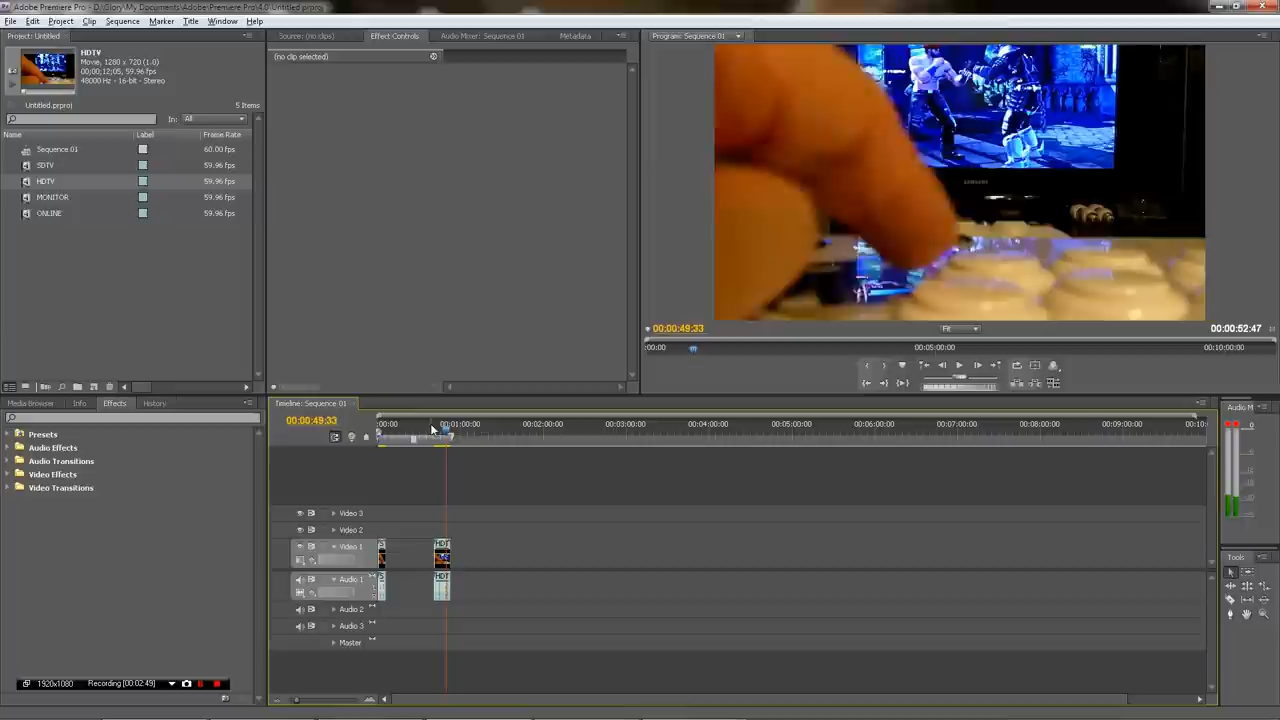 Adobe Premiere Pro - D:\Glory\My Documents\Adobe\Premiere Pro\4.0\Untitled.prproj
File Edit Project Clip Sequence Marker Title Window Help
Project: Untitled
HDTV
Movie, 1280 x 720 (1.0)
00;00;12;05, 59.96 fps
48000 Hz - 16-bit - Stereo
Untitled.prproj
5 Items
In: All
Name Label Frame Rate
Sequence 01 60.00 fps
SDTV 59.96 fps
HDTV 59.96 fps
MONITOR 59.96 fps
ONLINE 59.96 fps
Source: (no clips) Effect Controls Audio Mixer: Sequence 01 Metadata
(no clip selected)
Program: Sequence 01
SAMSUNG
00:00:49:33
Fit
00:00:52:47
:00:00 00:05:00:00 00:10:00:00
Media Browser Info Effects History
Presets
Audio Effects
Audio Transitions
Video Effects
Video Transitions
1920x1080 Recording [00:02:49]
Timeline: Sequence 01
00:00:49:33
:00:00 00:01:00:00 00:02:00:00 00:03:00:00 00:04:00:00 00:05:00:00 00:06:00:00 00:07:00:00 00:08:00:00 00:09:00:00 00:10:0
Video 3
Video 2
Video 1
S HDT
Audio 1
S HDT
Audio 2
Audio 3
Master
Audio M
0
Tools